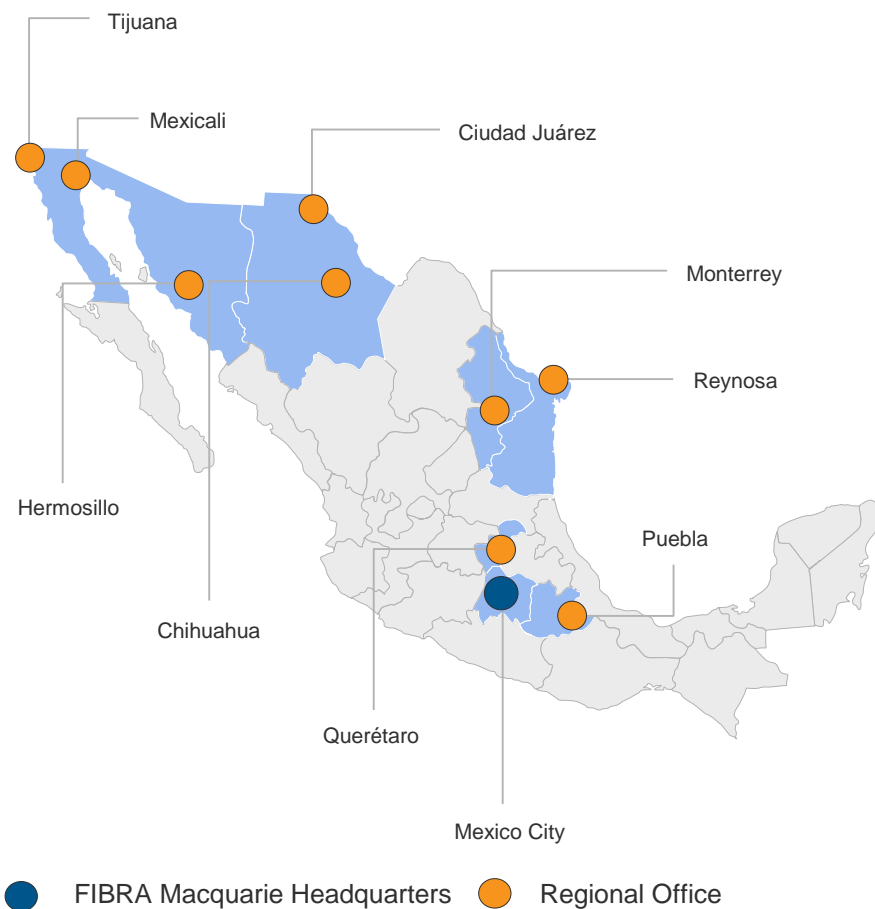 Tijuana
Mexicali
Ciudad Juárez
Monterrey
Reynosa
Hermosillo
Puebla
Chihuahua
Querétaro
Mexico City
FIBRA Macquarie Headquarters
Regional Office